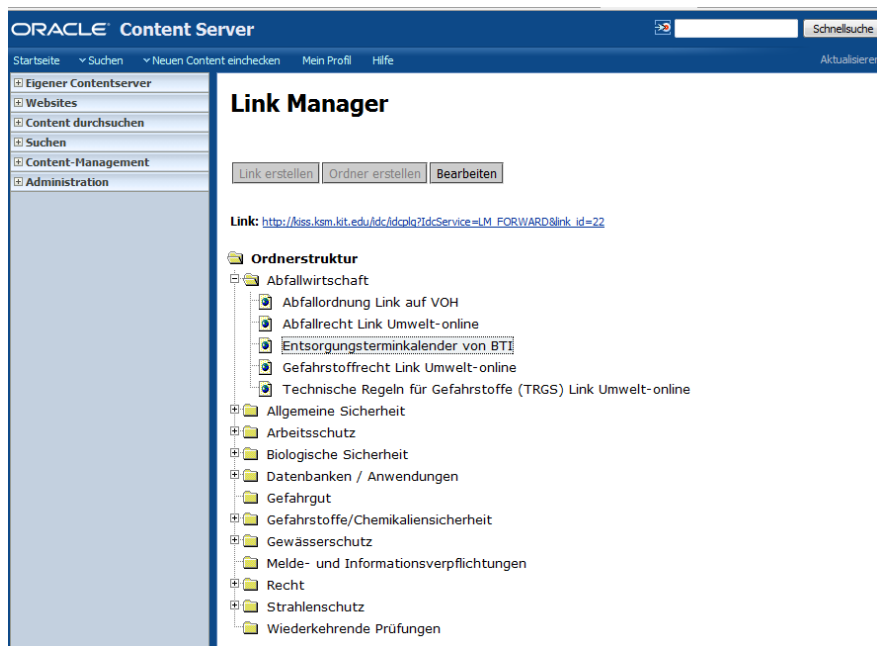 ORACLE Content Server
Schnellsuche
Startseite Suchen Neuen Content einchecken Mein Profil Hilfe Aktualisieren
Eigener Contentserver
Websites
Content durchsuchen
Suchen
Content-Management
Administration
Link Manager
Link erstellen Ordner erstellen Bearbeiten
Link: http://kiss.ksm.kit.edu/idc/idcplg?IdcService=LM_FORWARD&link_id=22
Ordnerstruktur
Abfallwirtschaft
Abfallordnung Link auf VOH
Abfallrecht Link Umwelt-online
Entsorgungsterminkalender von BTI
Gefahrstoffrecht Link Umwelt-online
Technische Regeln für Gefahrstoffe (TRGS) Link Umwelt-online
Allgemeine Sicherheit
Arbeitsschutz
Biologische Sicherheit
Datenbanken / Anwendungen
Gefahrgut
Gefahrstoffe/Chemikaliensicherheit
Gewässerschutz
Melde- und Informationsverpflichtungen
Recht
Strahlenschutz
Wiederkehrende Prüfungen